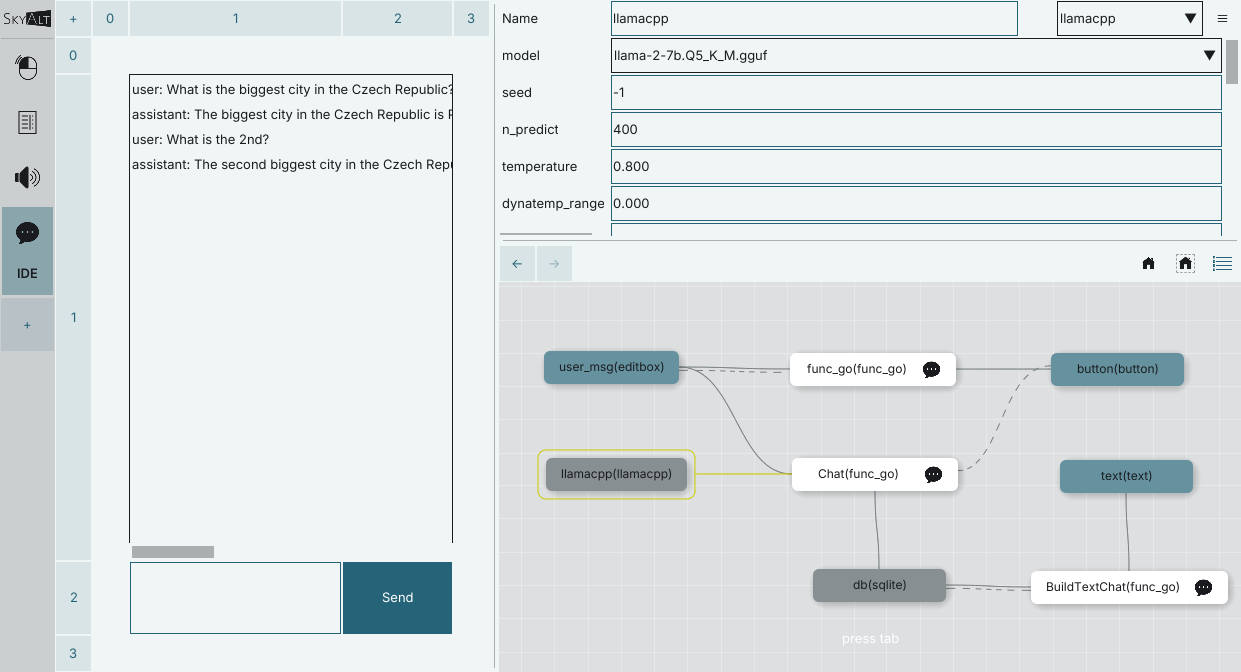 SKYALT
+ 0 1 2 3
0
1
2
3
IDE
+
user: What is the biggest city in the Czech Republic?
assistant: The biggest city in the Czech Republic is
user: What is the 2nd?
assistant: The second biggest city in the Czech
Send
Name llamacpp llamacpp
model llama-2-7b.Q5_K_M.gguf
seed -1
n_predict 400
temperature 0.800
dynatemp_range 0.000
user_msg(editbox)
func_go(func_go)
button(button)
llamacpp(llamacpp)
Chat(func_go)
text(text)
db(sqlite)
BuildTextChat(func_go)
press tab